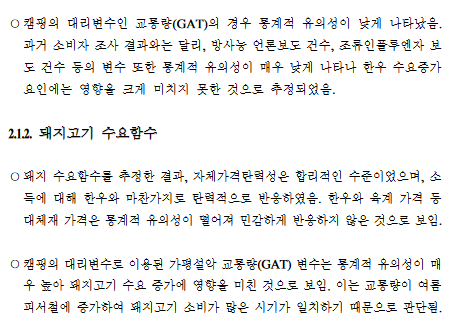 ○ 캠핑의 대리변수인 교통량(GAT)의 경우 통계적 유의성이 낮게 나타났음.
과거 소비자 조사 결과와는 달리, 방사능 언론보도 건수, 조류인플루엔자 보
도 건수 등의 변수 또한 통계적 유의성이 매우 낮게 나타나 한우 수요증가
요인에는 영향을 크게 미치지 못한 것으로 추정되었음.
2.1.2. 돼지고기 수요함수
○ 돼지 수요함수를 추정한 결과, 자체가격탄력성은 합리적인 수준이었으며, 소
득에 대해 한우와 마찬가지로 탄력적으로 반응하였음. 한우와 육계 가격 등
대체재 가격은 통계적 유의성이 떨어져 민감하게 반응하지 않은 것으로 보임.
○ 캠핑의 대리변수로 이용된 가평설악 교통량(GAT) 변수는 통계적 유의성이 매
우 높아 돼지고기 수요 증가에 영향을 미친 것으로 보임. 이는 교통량이 여름
피서철에 증가하여 돼지고기 소비가 많은 시기가 일치하기 때문으로 판단됨.